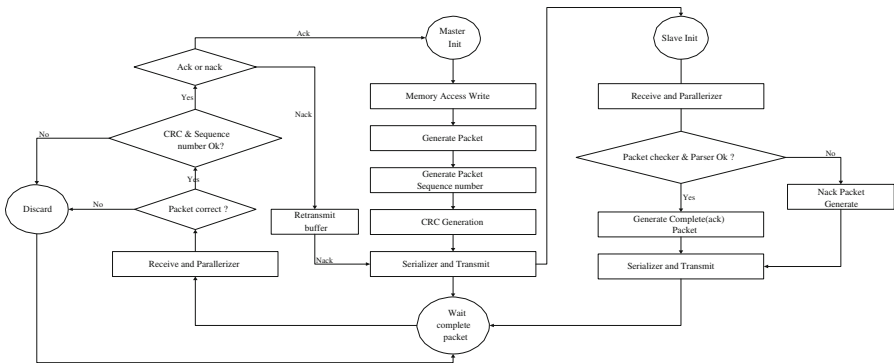 Ack
Master
Init
Slave Init
Ack or nack
Yes
Nack
Memory Access Write
Receive and Parallerizer
No
CRC & Sequence
number Ok?
Generate Packet
Packet checker & Parser Ok ?
No
Yes
Generate Packet
Sequence number
Yes
Nack Packet
Generate
Discard
No
Packet correct ?
Retransmit
buffer
CRC Generation
Generate Complete(ack)
Packet
Receive and Parallerizer
Nack
Serializer and Transmit
Serializer and Transmit
Wait
complete
packet